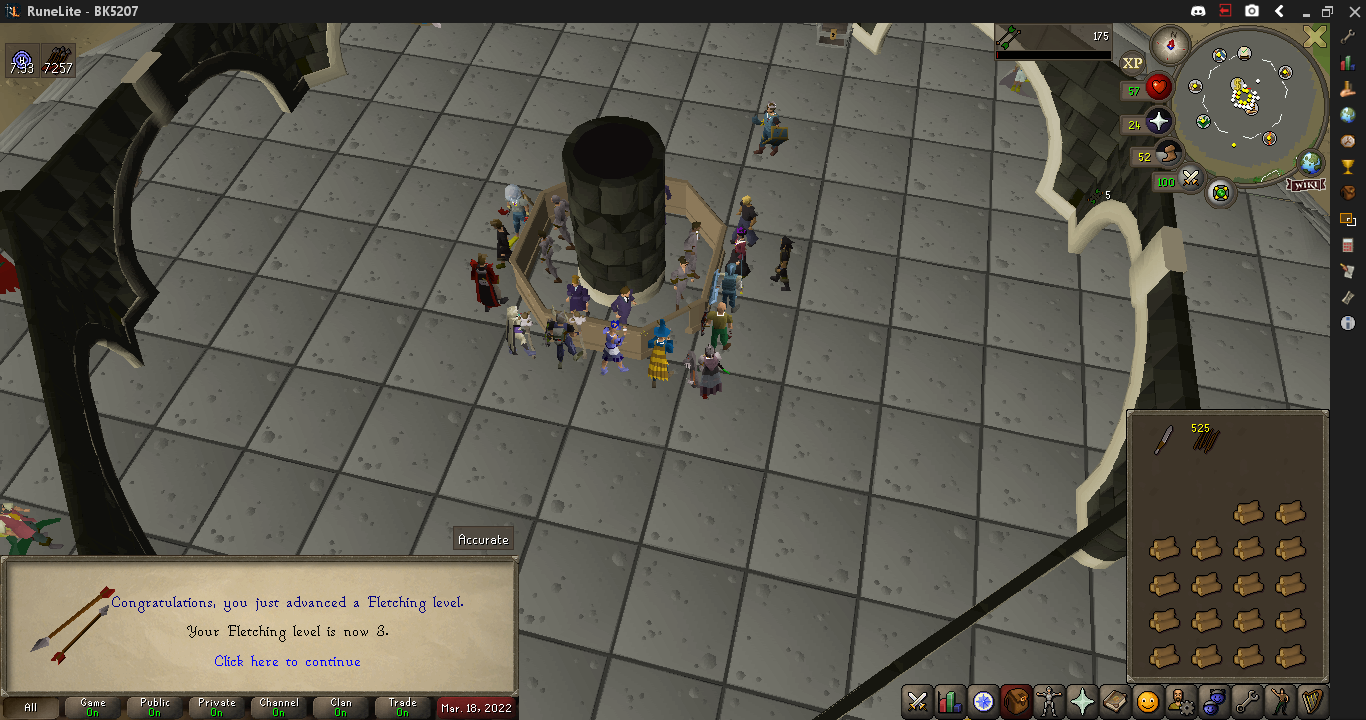 RuneLite - BK5207
7:33
7257
175
XP
57
24
52
100
WIKI
5
525
Accurate
Congratulations, you just advanced a Fletching level.
Your Fletching level is now 3.
Click here to continue
All
Game
On
Public
On
Private
On
Channel
On
Clan
On
Trade
On
Mar. 18, 2022